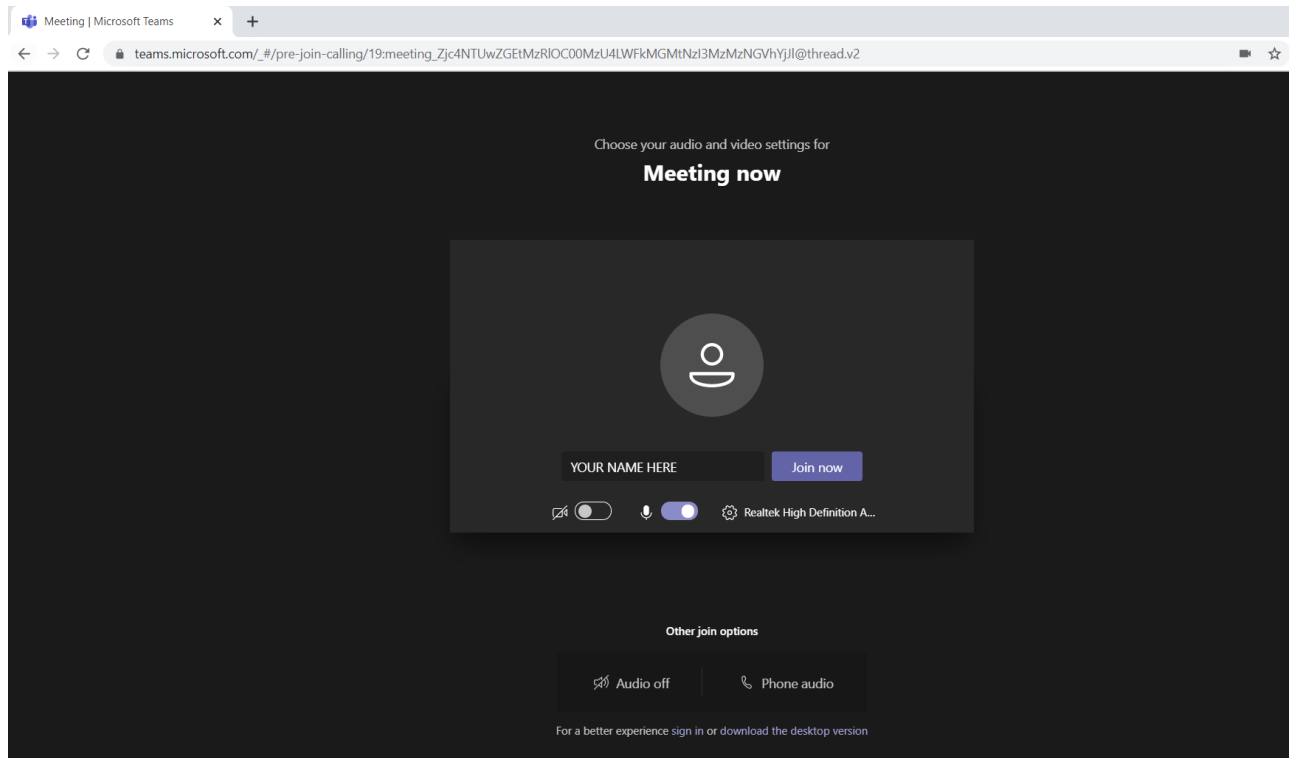 Meeting | Microsoft Teams
teams.microsoft.com/_#/pre-join-calling/19:meeting_Zjc4NTUwZGEtMzRlOC00MzU4LWFkMGMtNzI3MzMzNGVhYjJl@thread.v2
Choose your audio and video settings for
Meeting now
YOUR NAME HERE
Join now
Realtek High Definition A...
Other join options
Audio off
Phone audio
For a better experience sign in or download the desktop version